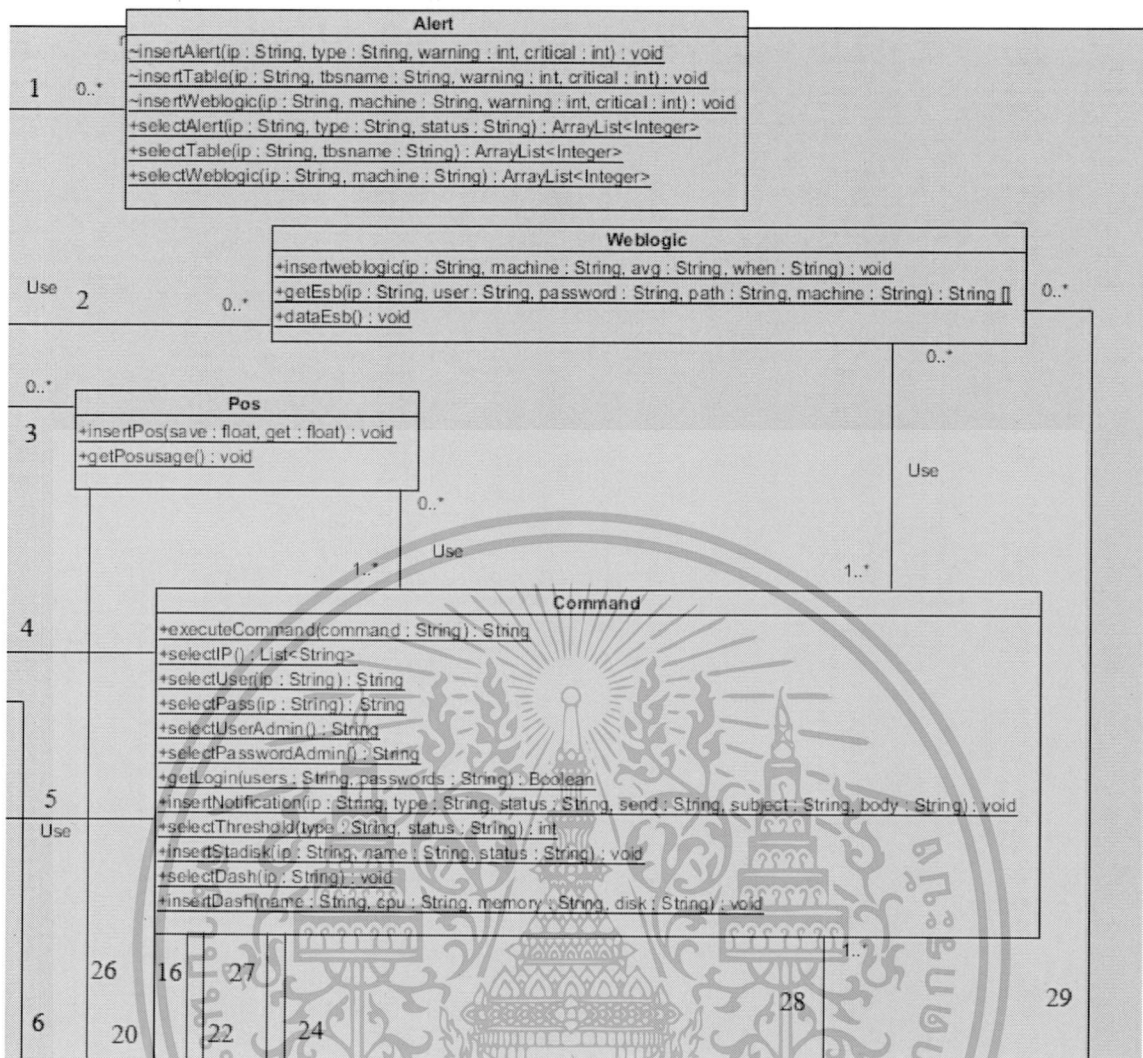 Alert
~insertAlert(ip : String, type : String, warning : int, critical : int) : void
~insertTable(ip : String, tbsname : String, warning : int, critical : int) : void
~insertWeblogic(ip : String, machine : String, warning : int, critical : int) : void
+selectAlert(ip : String, type : String, status : String) : ArrayList<Integer>
+selectTable(ip : String, tbsname : String) : ArrayList<Integer>
+selectWeblogic(ip : String, machine : String) : ArrayList<Integer>
1 0..*
Weblogic
+insertweblogic(ip : String, machine : String, avg : String, when : String) : void
+getEsb(ip : String, user : String, password : String, path : String, machine : String) : String []
+dataEsb() : void
Use 2 0..* 0..*
0..*
0..*
3
Pos
+insertPos(save : float, get : float) : void
+getPosusage() : void
Use
0..*
Use
1..* 1..*
Command
+executeCommand(command : String) : String
+selectIP() : List<String>
+selectUser(ip : String) : String
+selectPass(ip : String) : String
+selectUserAdmin() : String
+selectPasswordAdmin() : String
+getLogin(users : String, passwords : String) : Boolean
+insertNotification(ip : String, type : String, status : String, send : String, subject : String, body : String) : void
+selectThreshold(type : String, status : String) : int
+insertStadisk(ip : String, name : String, status : String) : void
+selectDash(ip : String) : void
+insertDash(name : String, cpu : String, memory : String, disk : String) : void
4
5
Use
1..*
26 16 27 28 29
6 20 22 24